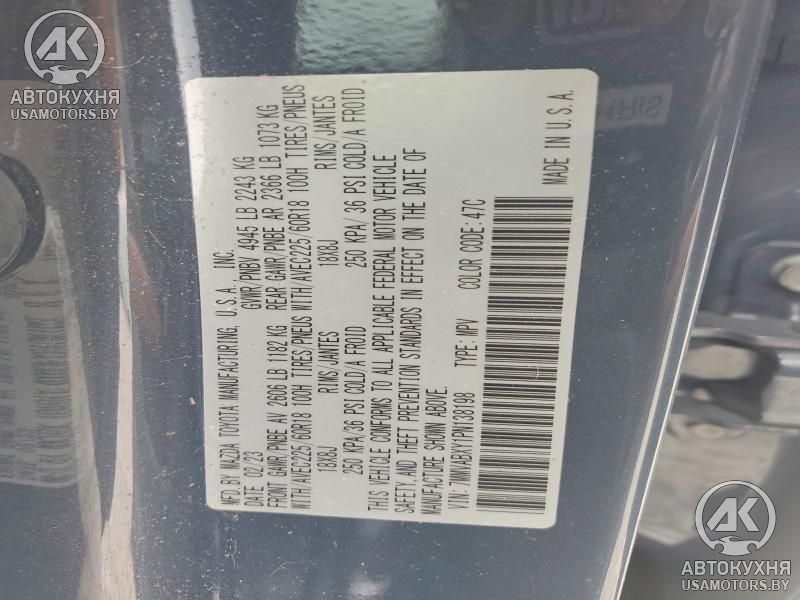 MFD.BY MAZDA TOYOTA MANUFACTURING, U.S.A. INC.
DATE 02/23 GVWR/PNBV 4945 LB 2243 KG
FRONT GAWR/PNBE AV 2606 LB 1182 KG REAR GAWR/PNBE AR 2366 LB 1073 KG
WITH/AVEC225/60R18 100H TIRES/PNEUS WITH/AVEC225/60R18 100H TIRES/PNEUS
18X8J RIMS/JANTES 18X8J RIMS/JANTES
250 KPA/36 PSI COLD/A FROID 250 KPA/36 PSI COLD/A FROID
THIS VEHICLE CONFORMS TO ALL APPLICABLE FEDERAL MOTOR VEHICLE
SAFETY,AND THEFT PREVENTION STANDARDS IN EFFECT ON THE DATE OF
MANUFACTURE SHOWN ABOVE.
VIN: 7MMVABXY1PN138198 TYPE: MPV COLOR CODE: 47C
MADE IN U.S.A.
АК
АВТОКУХНЯ
USAMOTORS.BY
АК
АВТОКУХНЯ
USAMOTORS.BY